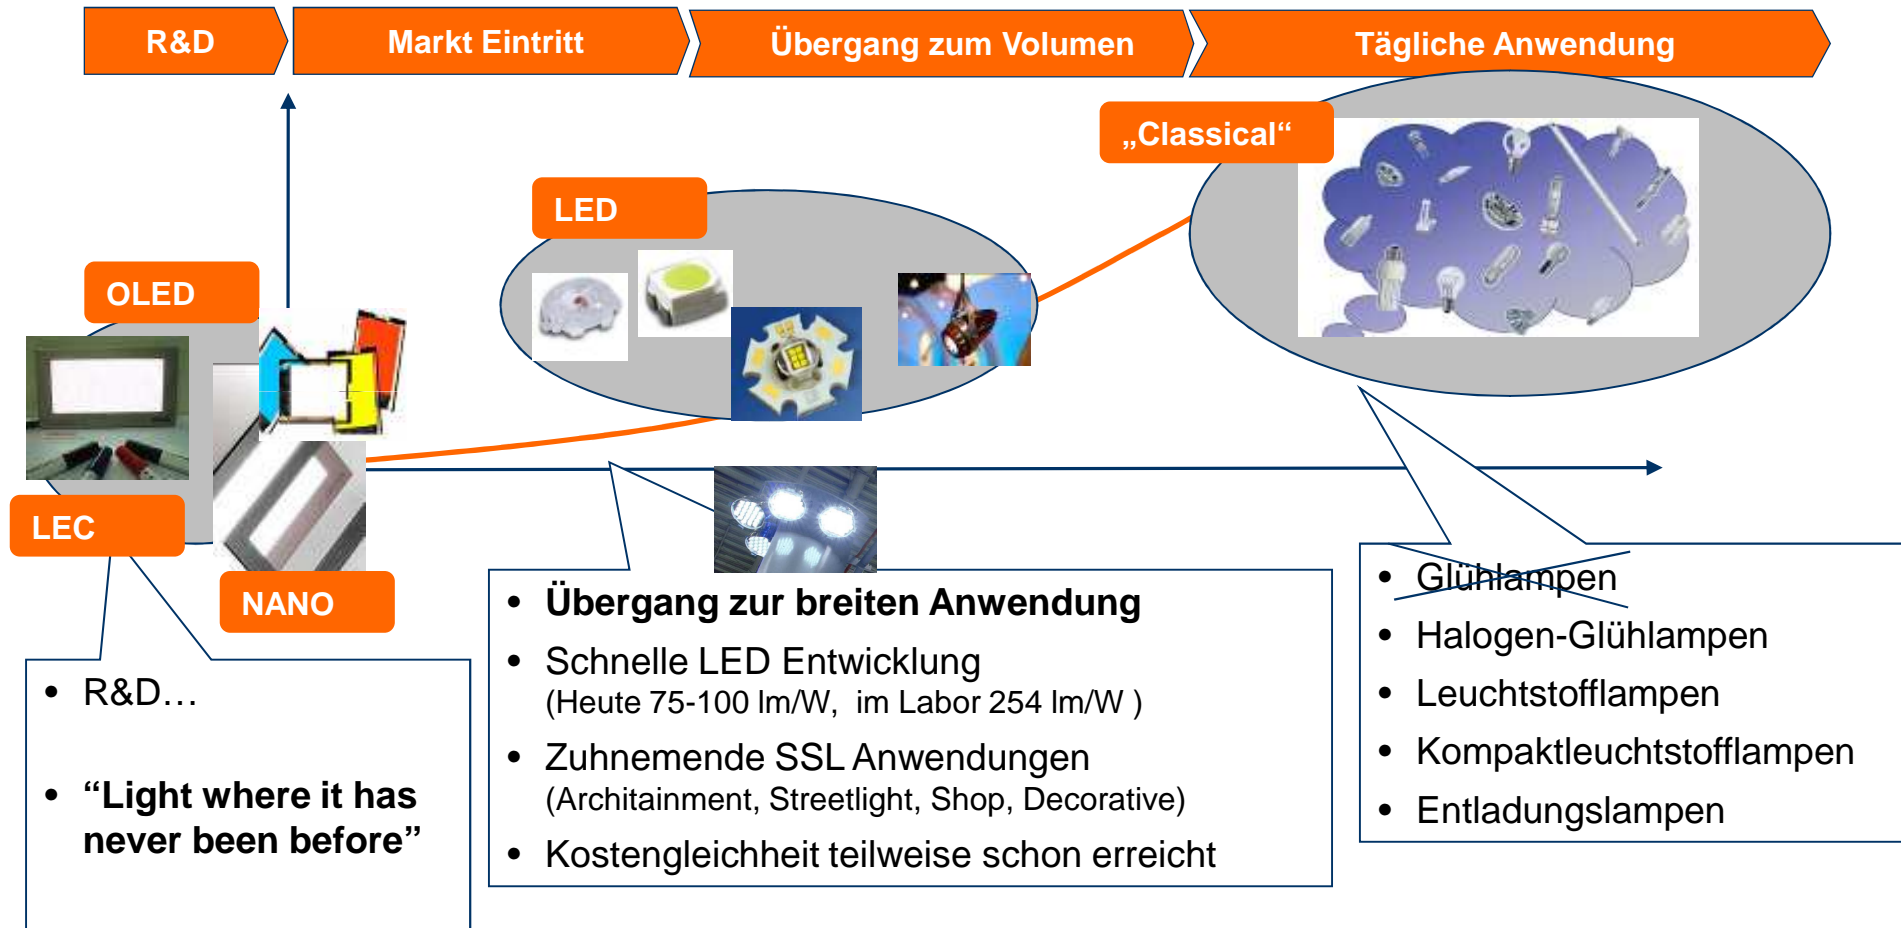 R&D
Markt Eintritt
Übergang zum Volumen
Tägliche Anwendung
„Classical“
LED
OLED
LEC
NANO
• R&D…
• “Light where it has
never been before”
• Übergang zur breiten Anwendung
• Schnelle LED Entwicklung
(Heute 75-100 lm/W, im Labor 254 lm/W )
• Zuhnemende SSL Anwendungen
(Architainment, Streetlight, Shop, Decorative)
• Kostengleichheit teilweise schon erreicht
• Glühlampen
• Halogen-Glühlampen
• Leuchtstofflampen
• Kompaktleuchtstofflampen
• Entladungslampen